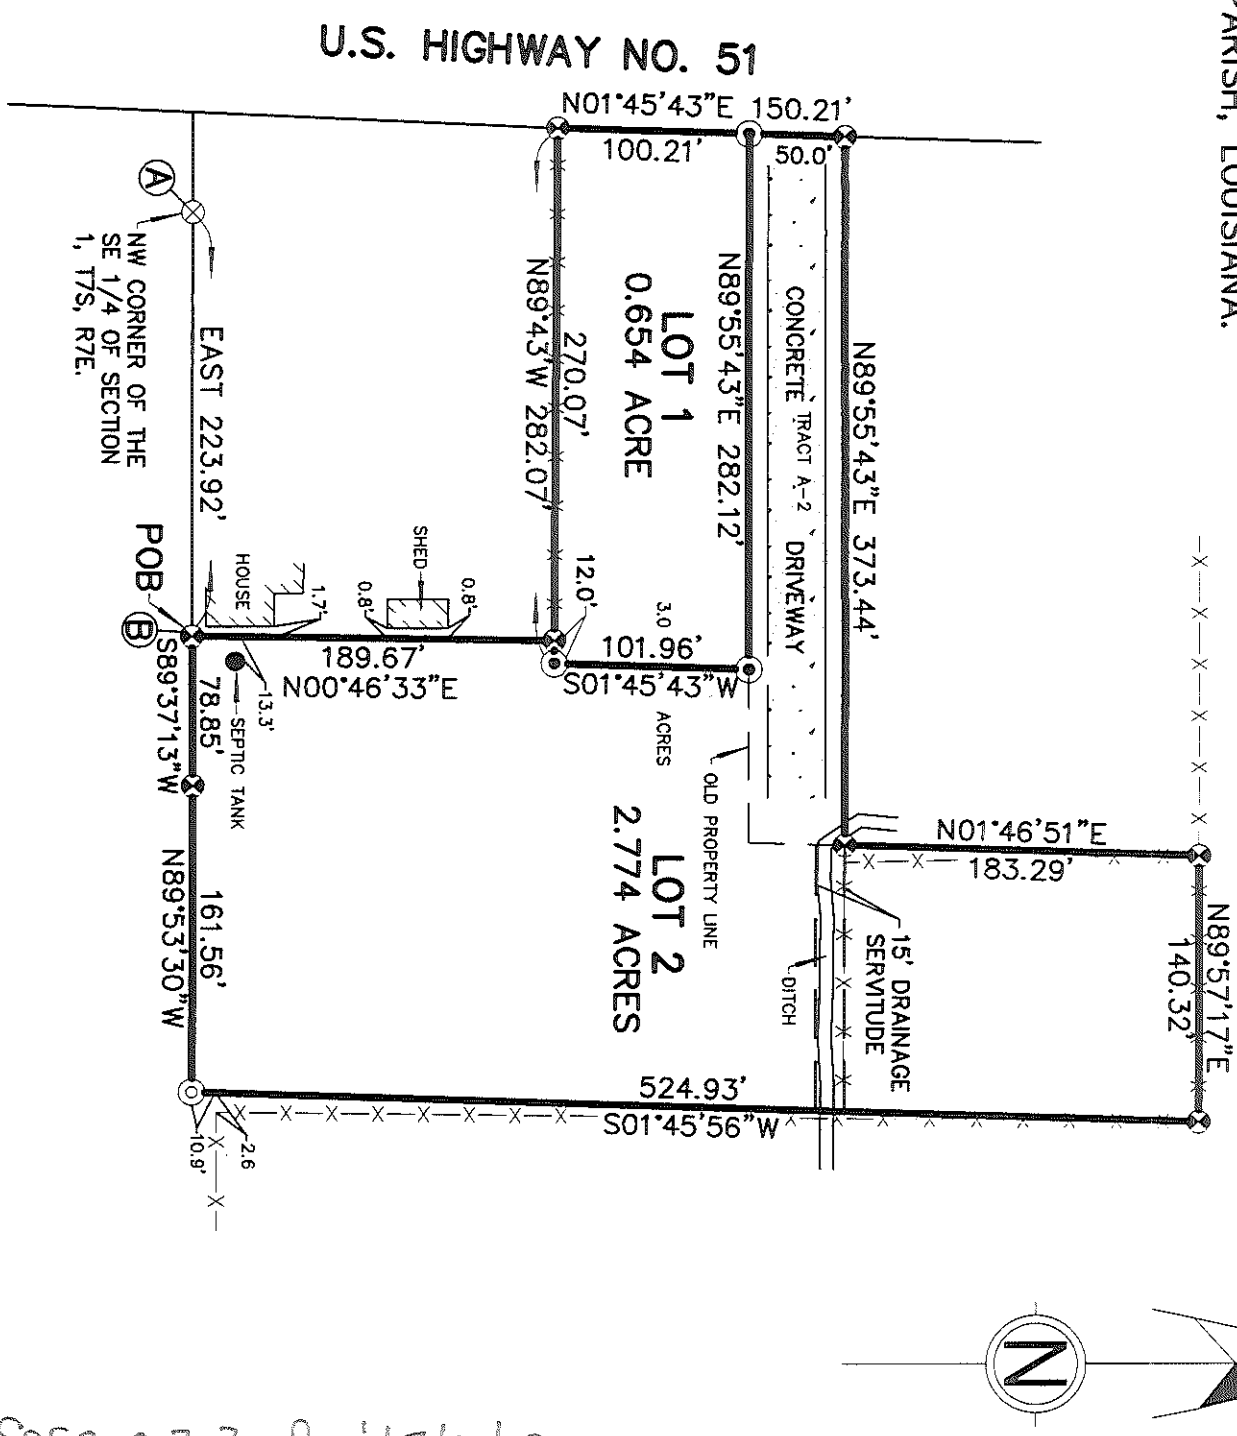 PARISH, LOUISIANA.
U.S. HIGHWAY NO. 51
N01°45'43"E 150.21'
100.21'
50.0'
N89°55'43"E 373.44'
CONCRETE TRACT A-2 DRIVEWAY
N89°55'43"E 282.12'
LOT 1
0.654 ACRE
270.07'
N89°43'W 282.07'
12.0'
3.0
ACRES
101.96'
S01°45'43"W
OLD PROPERTY LINE
N01°46'51"E
183.29'
N89°57'17"E
140.32'
15' DRAINAGE
SERVITUDE
DITCH
LOT 2
2.774 ACRES
524.93'
S01°45'56"W
2.6
10.9'
A
NW CORNER OF THE
SE 1/4 OF SECTION
1, T7S, R7E.
EAST 223.92'
POB
B
HOUSE
1.7'
SHED
0.8'
0.8'
189.67'
N00°46'33"E
13.3'
SEPTIC TANK
78.85'
S89°37'13"W
161.56'
N89°53'30"W
N